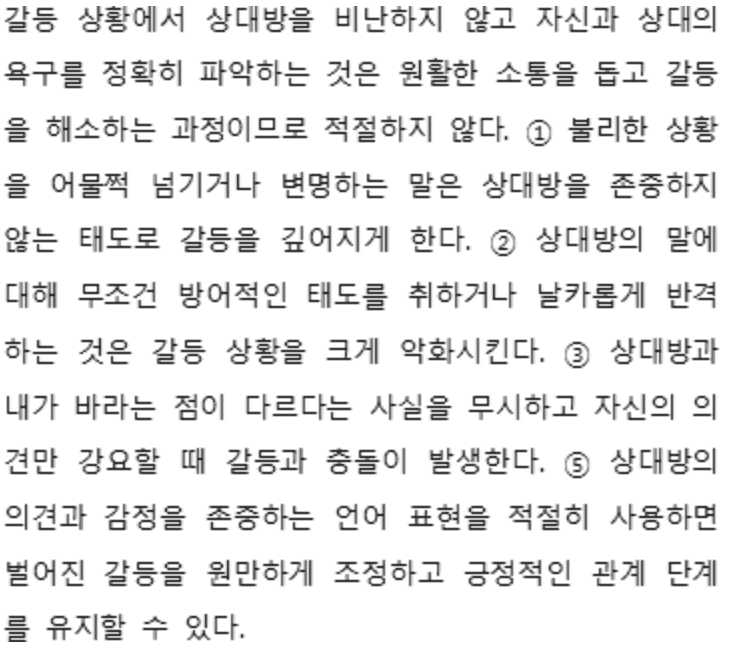 갈등 상황에서 상대방을 비난하지 않고 자신과 상대의
욕구를 정확히 파악하는 것은 원활한 소통을 돕고 갈등
을 해소하는 과정이므로 적절하지 않다. ① 불리한 상황
을 어물쩍 넘기거나 변명하는 말은 상대방을 존중하지
않는 태도로 갈등을 깊어지게 한다. ② 상대방의 말에
대해 무조건 방어적인 태도를 취하거나 날카롭게 반격
하는 것은 갈등 상황을 크게 악화시킨다. ③ 상대방과
내가 바라는 점이 다르다는 사실을 무시하고 자신의 의
견만 강요할 때 갈등과 충돌이 발생한다. ⑤ 상대방의
의견과 감정을 존중하는 언어 표현을 적절히 사용하면
벌어진 갈등을 원만하게 조정하고 긍정적인 관계 단계
를 유지할 수 있다.